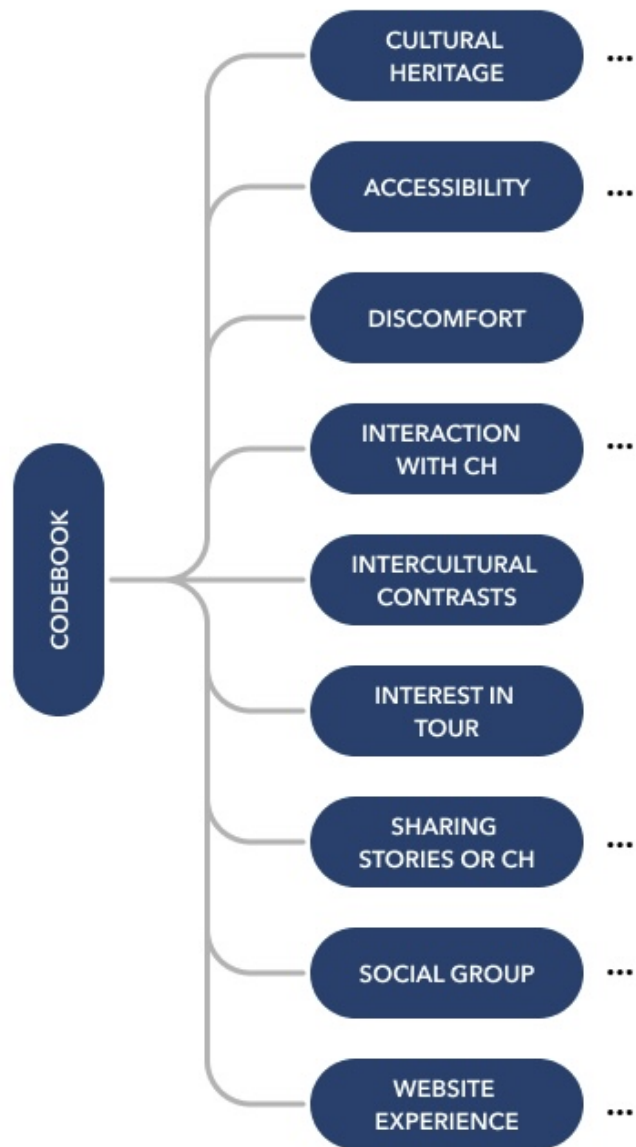 CULTURAL
HERITAGE
...
ACCESSIBILITY
...
DISCOMFORT
INTERACTION
WITH CH
...
CODEBOOK
INTERCULTURAL
CONTRASTS
INTEREST IN
TOUR
SHARING
STORIES OR CH
...
SOCIAL GROUP
...
WEBSITE
EXPERIENCE
...